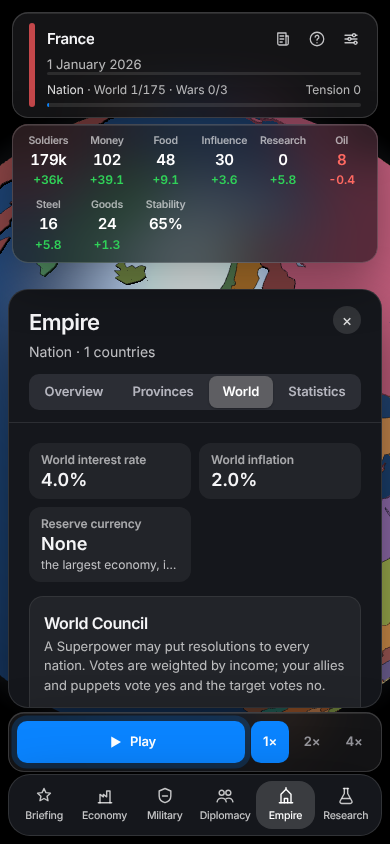 France
1 January 2026
Nation · World 1/175 · Wars 0/3 Tension 0
Soldiers Money Food Influence Research Oil
179k 102 48 30 0 8
+36k +39.1 +9.1 +3.6 +5.8 -0.4
Steel Goods Stability
16 24 65%
+5.8 +1.3
Empire
Nation · 1 countries
Overview Provinces World Statistics
World interest rate World inflation
4.0% 2.0%
Reserve currency
None
the largest economy, i...
World Council
A Superpower may put resolutions to every
nation. Votes are weighted by income; your allies
and puppets vote yes and the target votes no.
Play 1× 2× 4×
Briefing Economy Military Diplomacy Empire Research